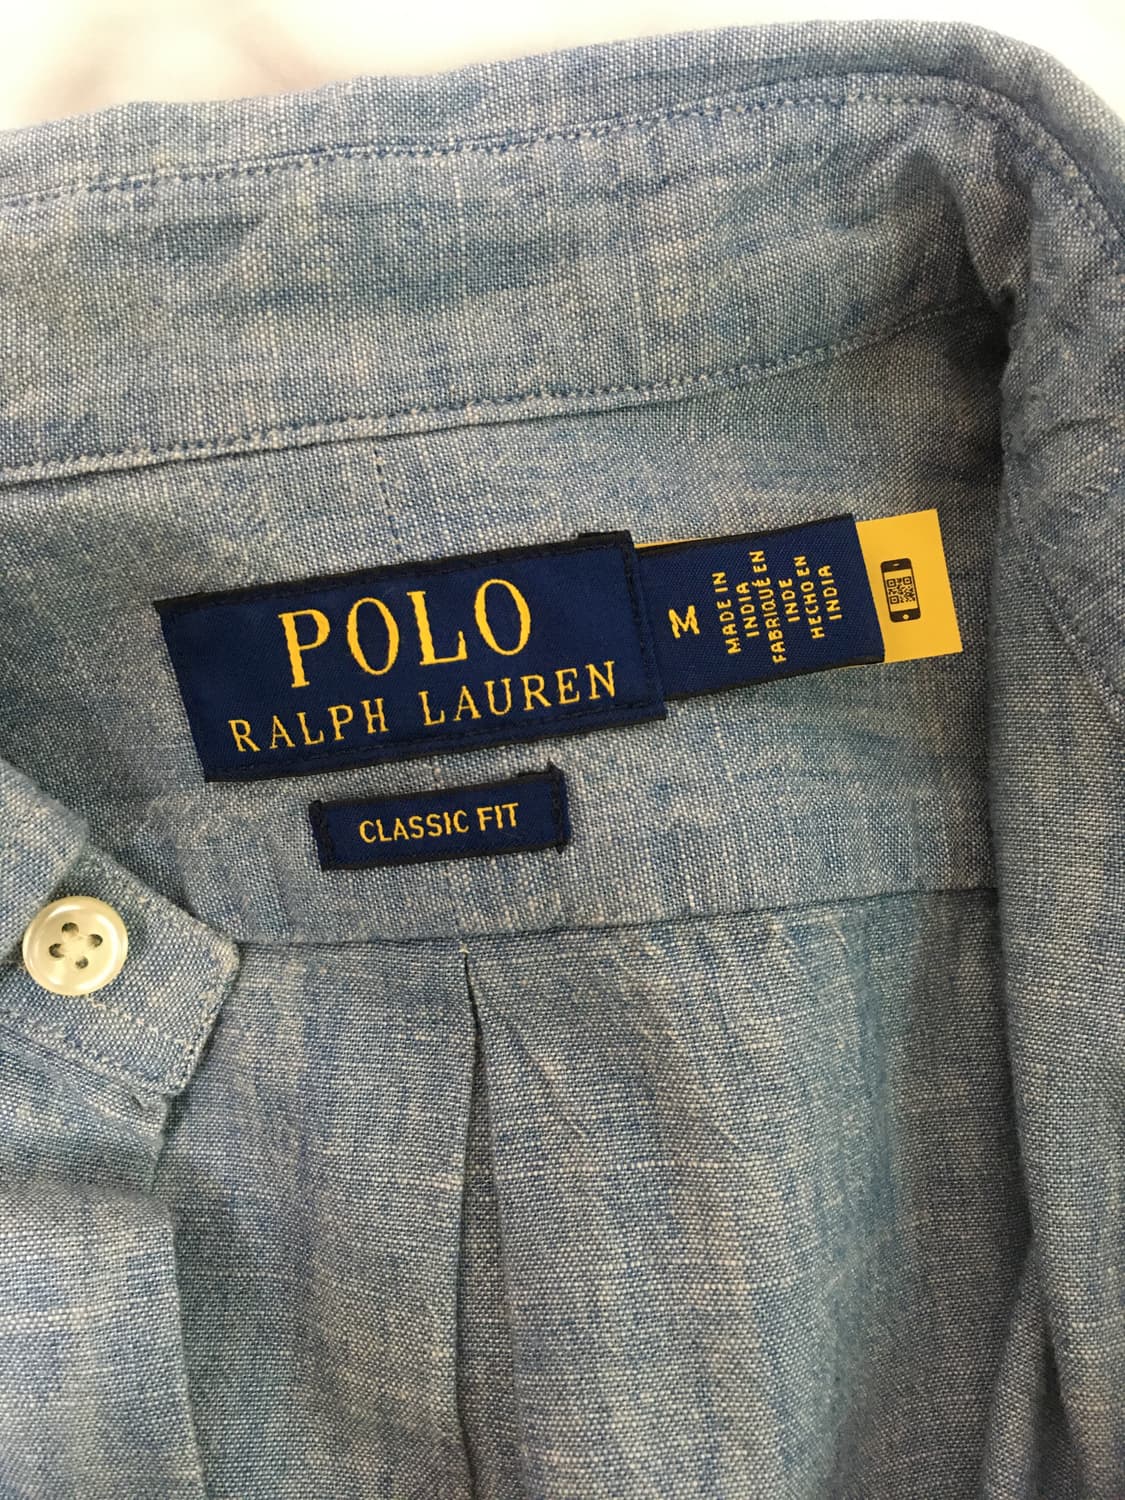 POLO
RALPH LAUREN
M
MADE IN
INDIA
FABRIQUÉ EN
INDE
HECHO EN
INDIA
CLASSIC FIT